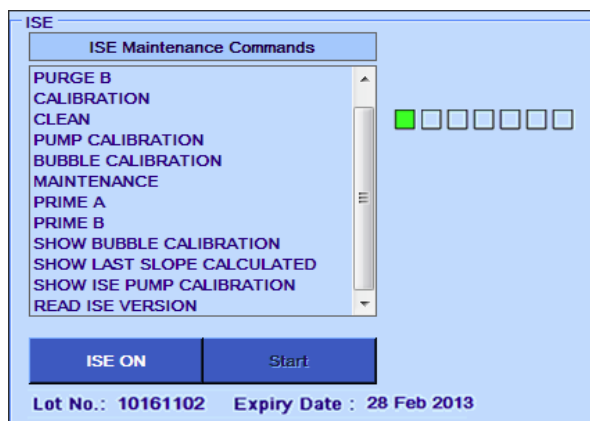 ISE
ISE Maintenance Commands
PURGE B
CALIBRATION
CLEAN
PUMP CALIBRATION
BUBBLE CALIBRATION
MAINTENANCE
PRIME A
PRIME B
SHOW BUBBLE CALIBRATION
SHOW LAST SLOPE CALCULATED
SHOW ISE PUMP CALIBRATION
READ ISE VERSION
ISE ON Start
Lot No.: 10161102 Expiry Date : 28 Feb 2013